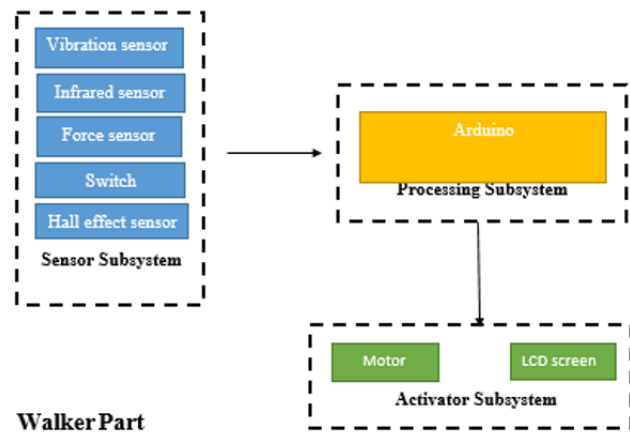 Vibration sensor
Infrared sensor
Force sensor
Switch
Hall effect sensor
Sensor Subsystem
Arduino
Processing Subsystem
Motor
LCD screen
Activator Subsystem
Walker Part